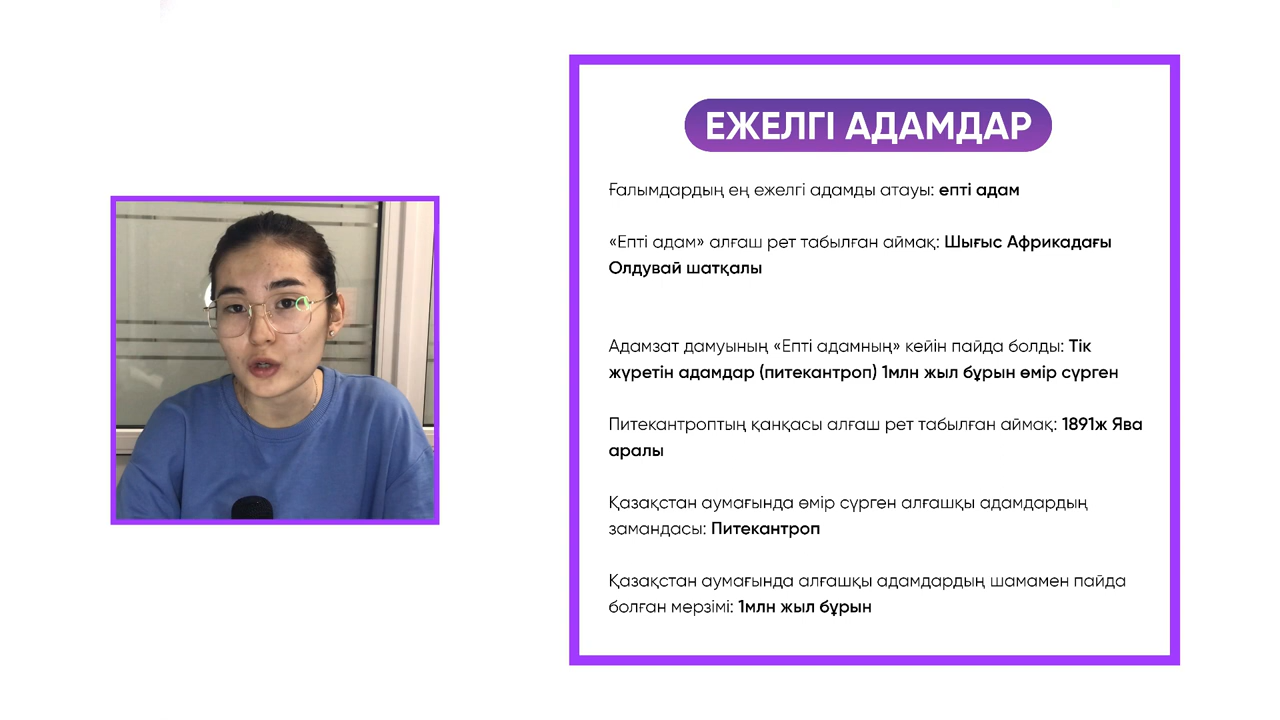 ЕЖЕЛГІ АДАМДАР
Ғалымдардың ең ежелгі адамды атауы: епті адам
«Епті адам» алғаш рет табылған аймақ: Шығыс Африкадағы
Олдувай шатқалы
Адамзат дамуының «Епті адамның» кейін пайда болды: Тік
жүретін адамдар (питекантроп) 1млн жыл бұрын өмір сүрген
Питекантроптың қаңқасы алғаш рет табылған аймақ: 1891ж Ява
аралы
Қазақстан аумағында өмір сүрген алғашқы адамдардың
замандасы: Питекантроп
Қазақстан аумағында алғашқы адамдардың шамамен пайда
болған мерзімі: 1млн жыл бұрын